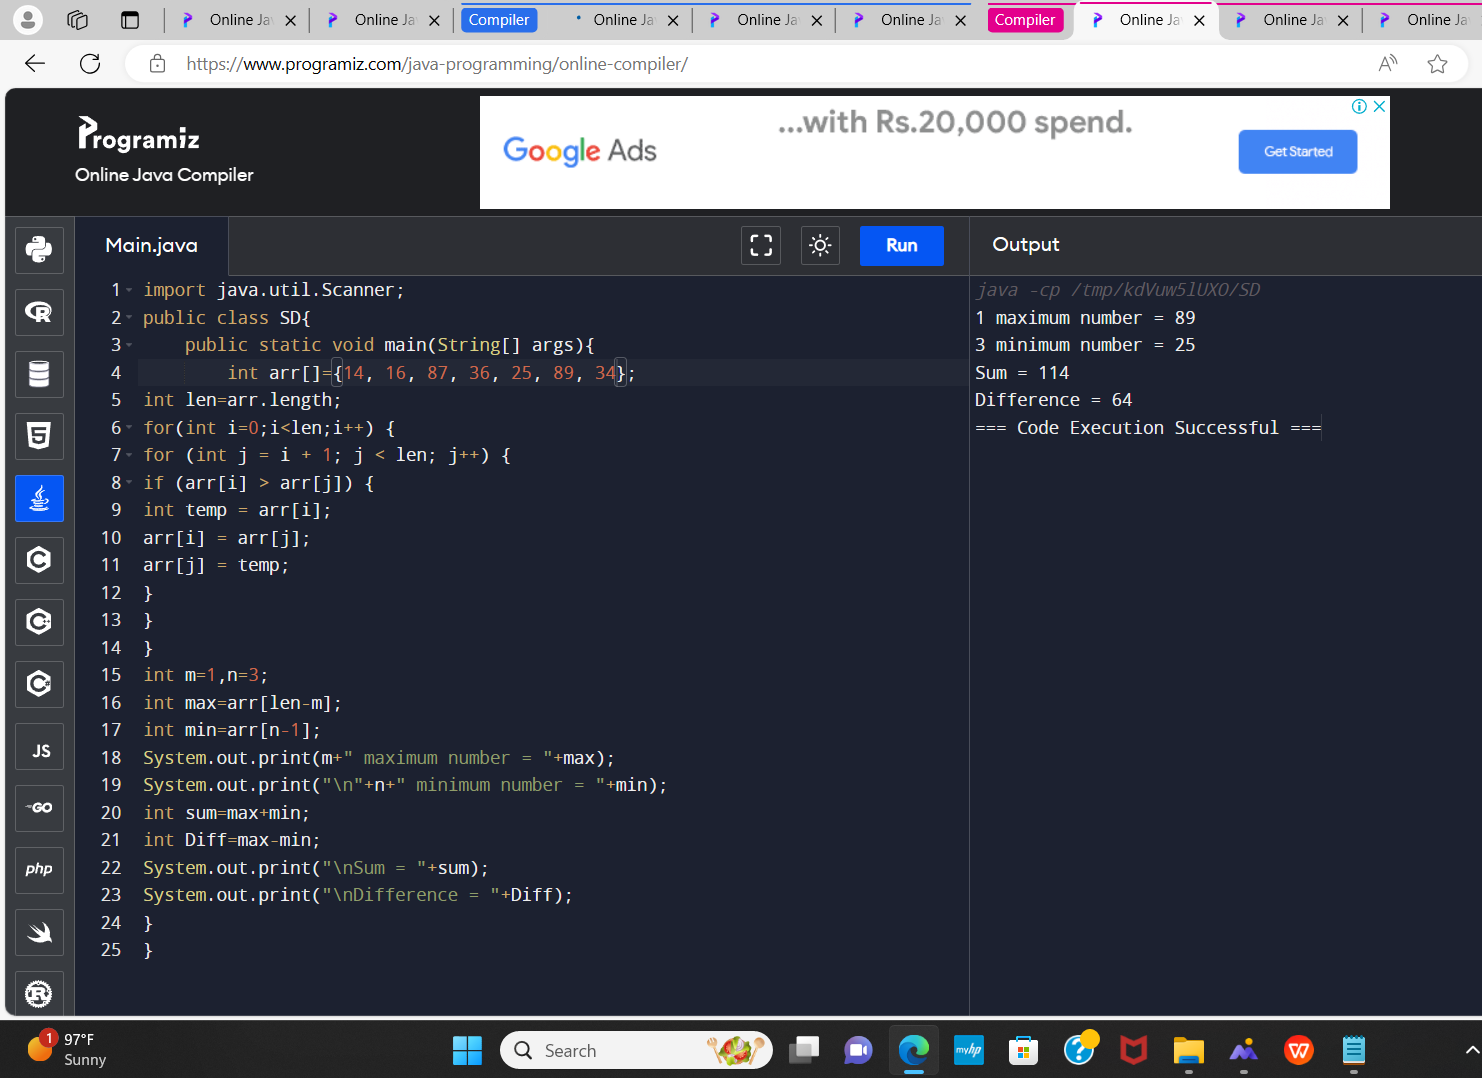 Online Ja
Online Ja
Compiler
Online Ja
Online Ja
Online Ja
Compiler
Online Ja
Online Ja
Online Ja
https://www.programiz.com/java-programming/online-compiler/
Programiz
Online Java Compiler
Google Ads
...with Rs.20,000 spend.
Get Started
Main.java
Run
Output
1 import java.util.Scanner;
2 public class SD{
3 public static void main(String[] args){
4 int arr[]={14, 16, 87, 36, 25, 89, 34};
5 int len=arr.length;
6 for(int i=0;i<len;i++) {
7 for (int j = i + 1; j < len; j++) {
8 if (arr[i] > arr[j]) {
9 int temp = arr[i];
10 arr[i] = arr[j];
11 arr[j] = temp;
12 }
13 }
14 }
15 int m=1,n=3;
16 int max=arr[len-m];
17 int min=arr[n-1];
18 System.out.print(m+" maximum number = "+max);
19 System.out.print("\n"+n+" minimum number = "+min);
20 int sum=max+min;
21 int Diff=max-min;
22 System.out.print("\nSum = "+sum);
23 System.out.print("\nDifference = "+Diff);
24 }
25 }
java -cp /tmp/kdVuw5lUXO/SD
1 maximum number = 89
3 minimum number = 25
Sum = 114
Difference = 64
=== Code Execution Successful ===
R
5
C
C
C
JS
GO
php
R
1
97°F
Sunny
Search
myhp
?
W